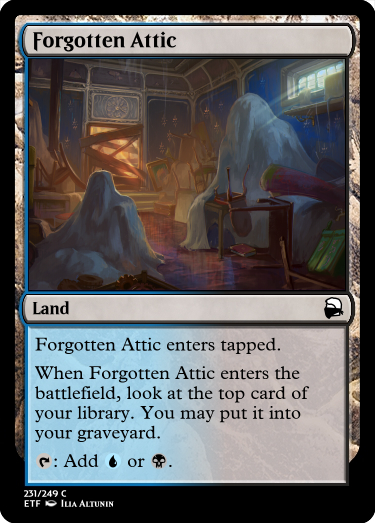 Forgotten Attic
Land
Forgotten Attic enters tapped.
When Forgotten Attic enters the
battlefield, look at the top card of
your library. You may put it into
your graveyard.
: Add or .
231/249 C
ETF Ilia Altunin